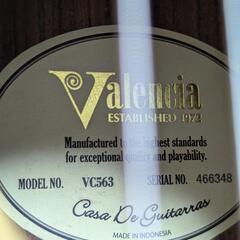 Valencia
ESTABLISHED 1973
Manufactured to the highest standards
for exceptional quality and playability.
MODEL NO. VC563 SERIAL NO. 466348
Casa De Guitarras
MADE IN INDONESIA